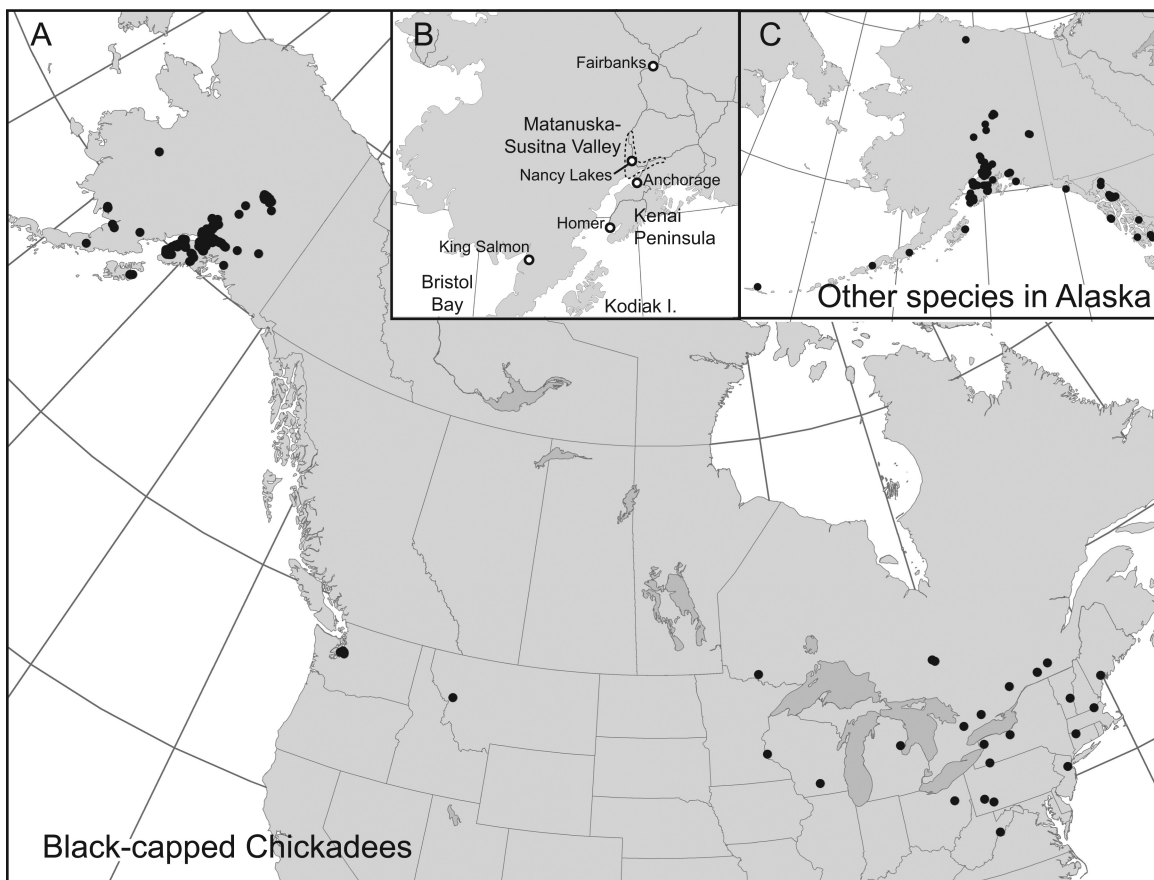 A
B
Fairbanks
Matanuska-
Susitna Valley
Nancy Lakes
Anchorage
Homer
Kenai
Peninsula
King Salmon
Bristol
Bay
Kodiak I.
C
Other species in Alaska
Black-capped Chickadees